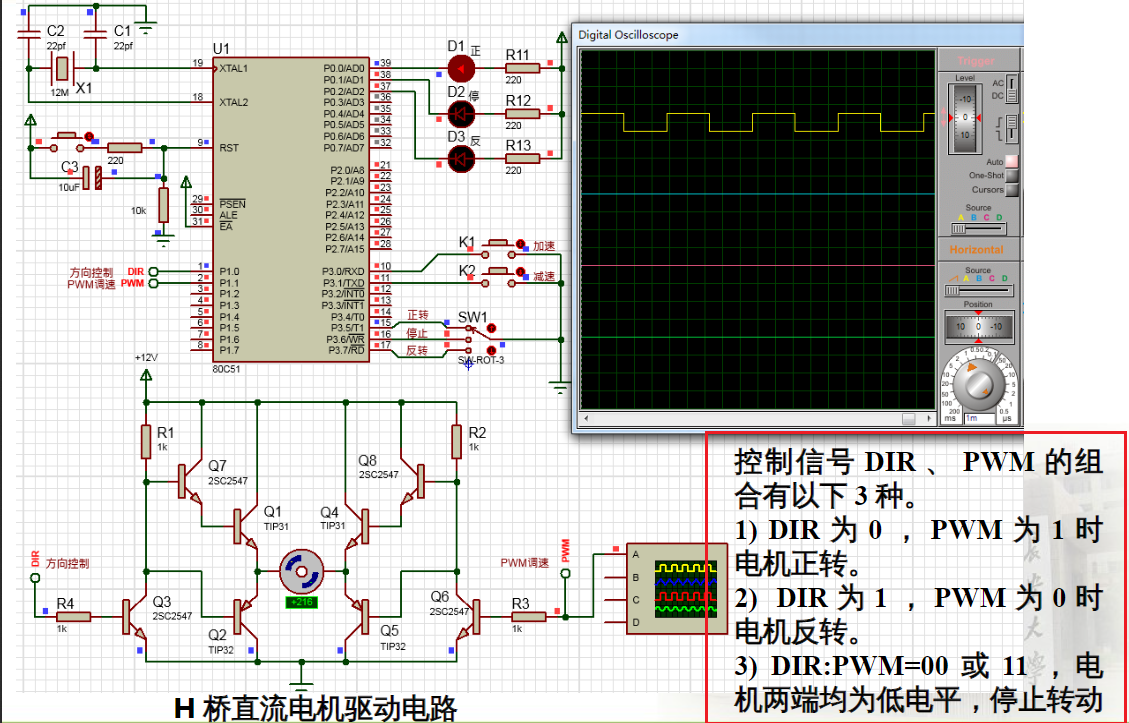 C2
22pf
C1
22pf
X1
12M
U1
19 XTAL1
18 XTAL2
9 RST
29 PSEN
30 ALE
31 EA
1 P1.0
2 P1.1
3 P1.2
4 P1.3
5 P1.4
6 P1.5
7 P1.6
8 P1.7
80C51
P0.0/AD0 39
P0.1/AD1 38
P0.2/AD2 37
P0.3/AD3 36
P0.4/AD4 35
P0.5/AD5 34
P0.6/AD6 33
P0.7/AD7 32
P2.0/A8 21
P2.1/A9 22
P2.2/A10 23
P2.3/A11 24
P2.4/A12 25
P2.5/A13 26
P2.6/A14 27
P2.7/A15 28
P3.0/RXD 10
P3.1/TXD 11
P3.2/INT0 12
P3.3/INT1 13
P3.4/T0 14
P3.5/T1 15
P3.6/WR 16
P3.7/RD 17
220
C3
10uF
10k
方向控制 DIR
PWM调速 PWM
D1 正
R11
220
D2 停
R12
220
D3 反
R13
220
K1 加速
K2 减速
正转
停止
反转
SW1
SW-ROT-3
Digital Oscilloscope
Trigger
Level
AC
DC
-10
0
10
Auto
One-Shot
Cursors
Source
A B C D
Horizontal
Source
A B C D
Position
10 0 -10
200
ms
1m
0.5
µs
+12V
R1
1k
R2
1k
Q7
2SC2547
Q8
2SC2547
Q1
TIP31
Q4
TIP31
+216
DIR
方向控制
R4
1k
Q3
2SC2547
Q2
TIP32
Q5
TIP32
Q6
2SC2547
R3
1k
PWM调速
PWM
A
B
C
D
H 桥直流电机驱动电路
控制信号 DIR 、 PWM 的组
合有以下 3 种。
1) DIR 为 0 ， PWM 为 1 时
电机正转。
2) DIR 为 1 ， PWM 为 0 时
电机反转。
3) DIR:PWM=00 或 11 ，电
机两端均为低电平，停止转动